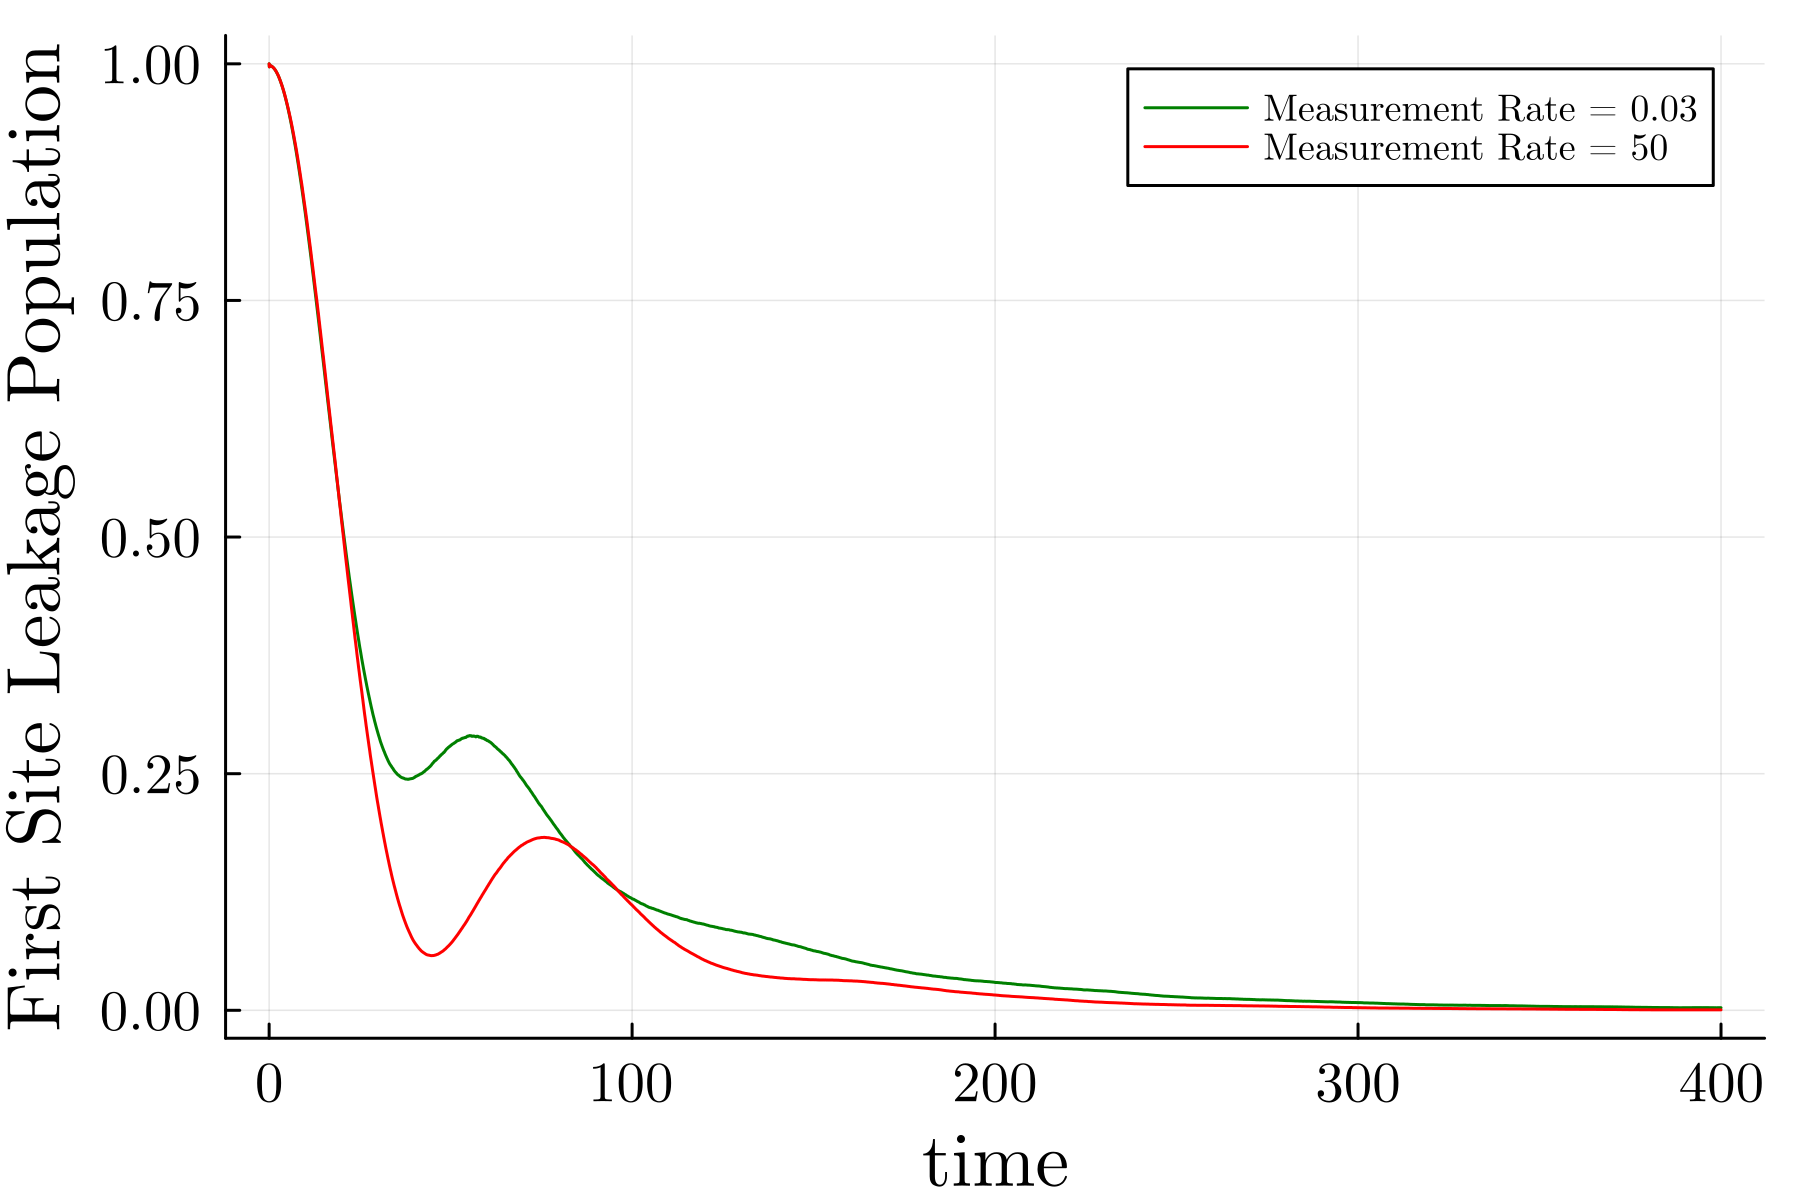 First Site Leakage Population
1.00
0.75
0.50
0.25
0.00
Measurement Rate = 0.03
Measurement Rate = 50
0 100 200 300 400
time